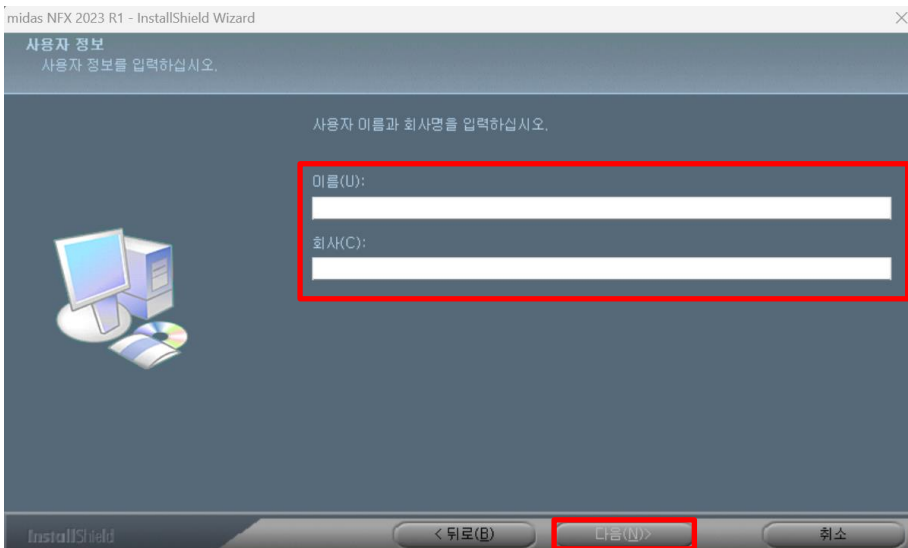 midas NFX 2023 R1 - InstallShield Wizard
사용자 정보
사용자 정보를 입력하십시오.
사용자 이름과 회사명을 입력하십시오.
이름(U):
회사(C):
InstallShield
< 뒤로(B)
다음(N)>
취소